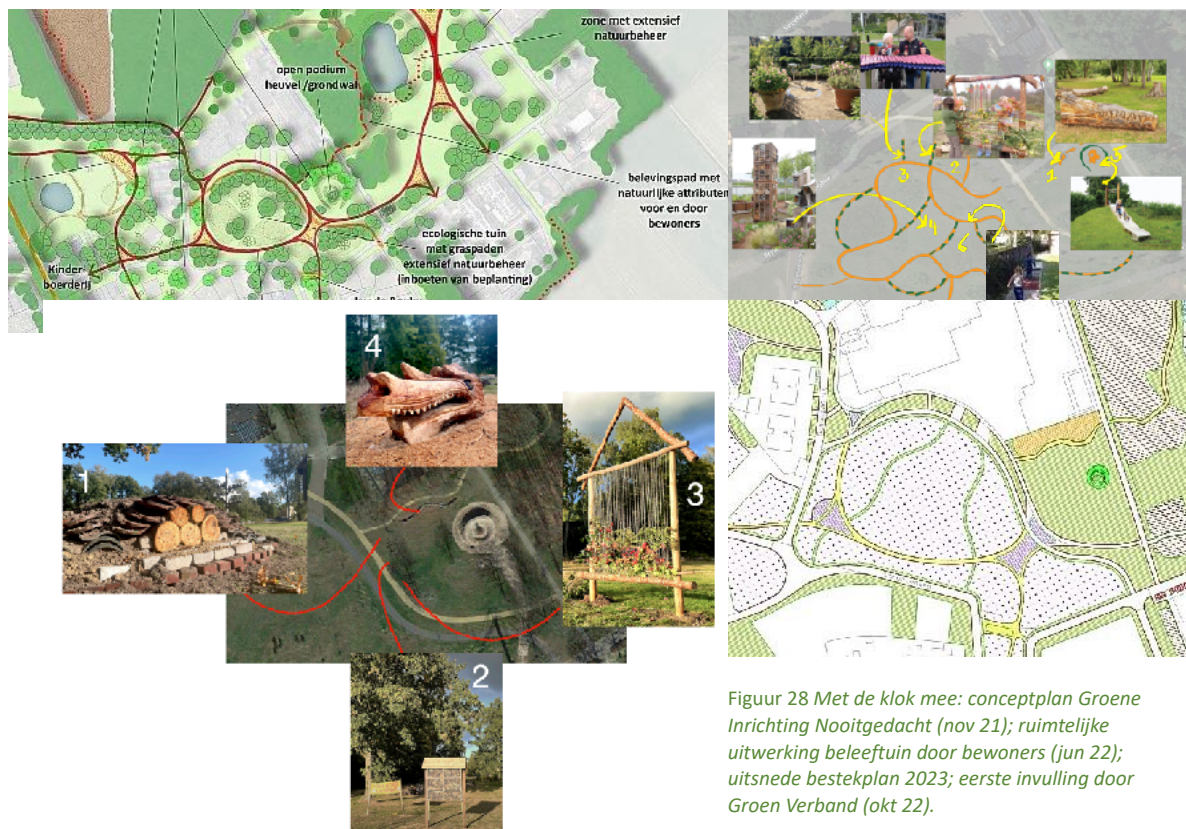 zone met extensief
natuurbeheer
open podium
heuvel /grondwal
belevingspad met
natuurlijke attributen
voor en door
bewoners
ecologische tuin
met graspaden
extensief natuurbeheer
(inboeten van beplanting)
Kinder
boerderij
3
2
1
5
4
6
4
1
3
2
Figuur 28 Met de klok mee: conceptplan Groene
Inrichting Nooitgedacht (nov 21); ruimtelijke
uitwerking beleeftuin door bewoners (jun 22);
uitsnede bestekplan 2023; eerste invulling door
Groen Verband (okt 22).